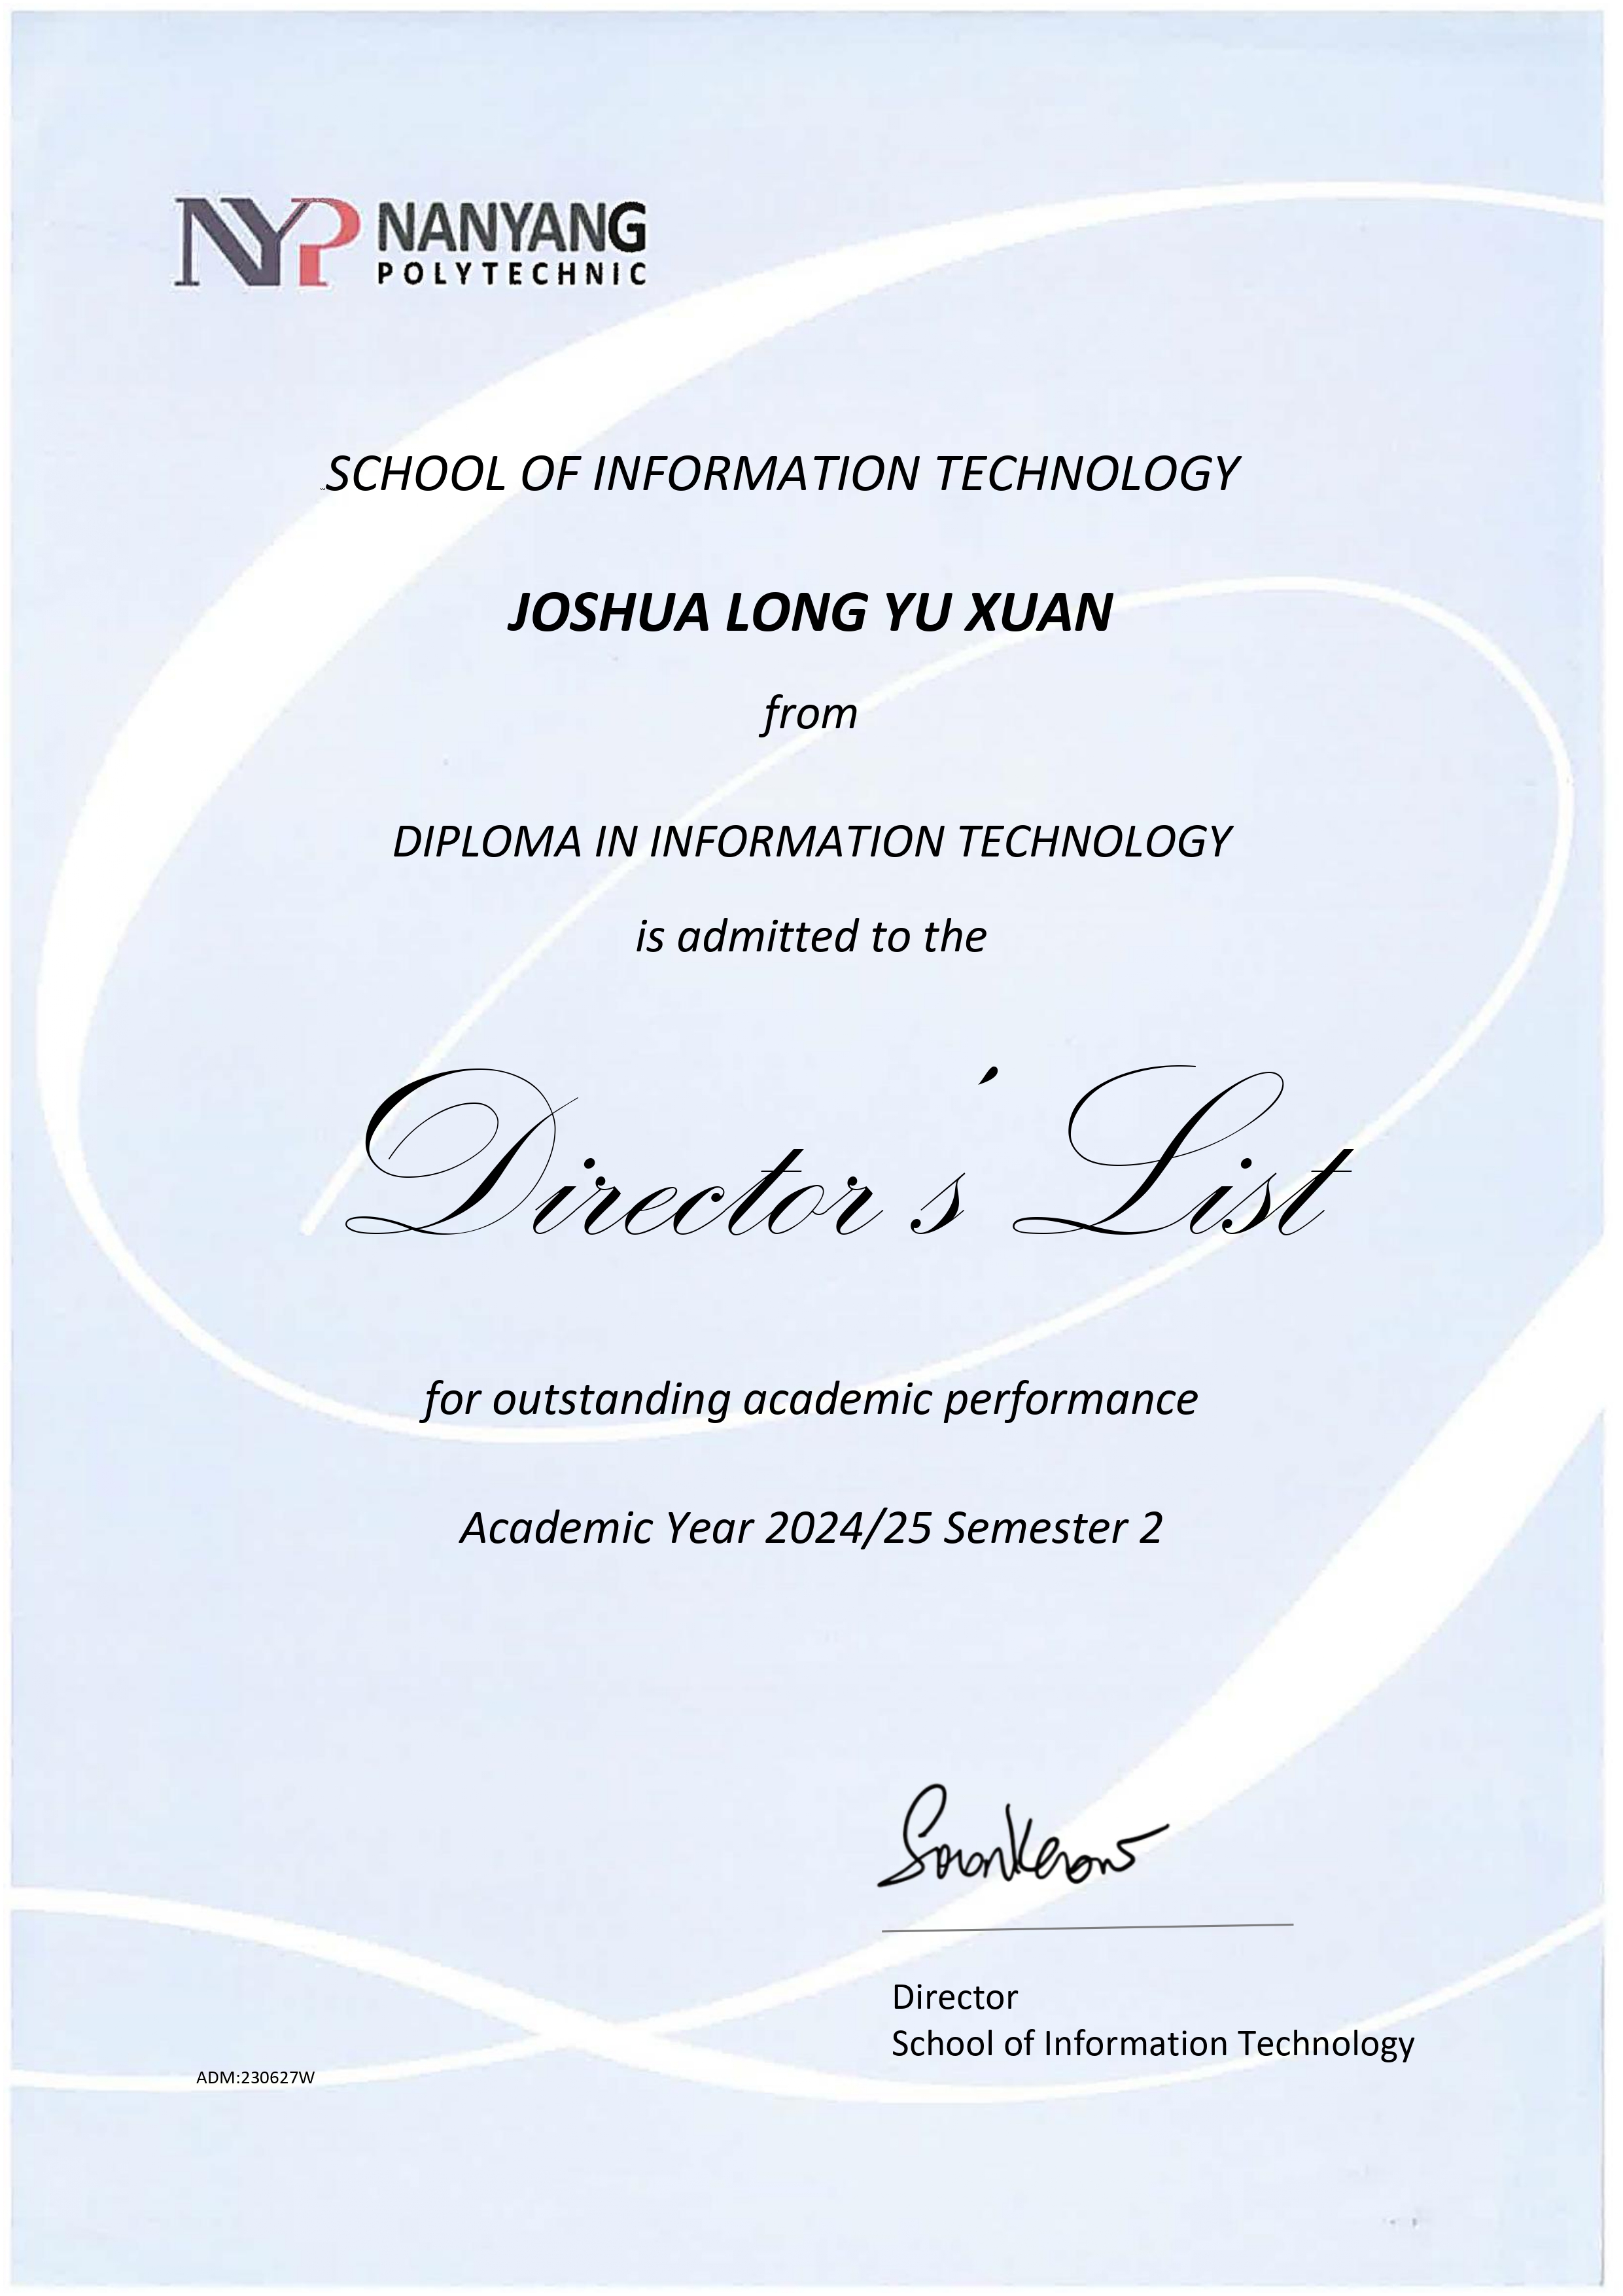 NYP NANYANG
POLYTECHNIC
SCHOOL OF INFORMATION TECHNOLOGY
JOSHUA LONG YU XUAN
from
DIPLOMA IN INFORMATION TECHNOLOGY
is admitted to the
Director's List
for outstanding academic performance
Academic Year 2024/25 Semester 2
Director
School of Information Technology
ADM:230627W